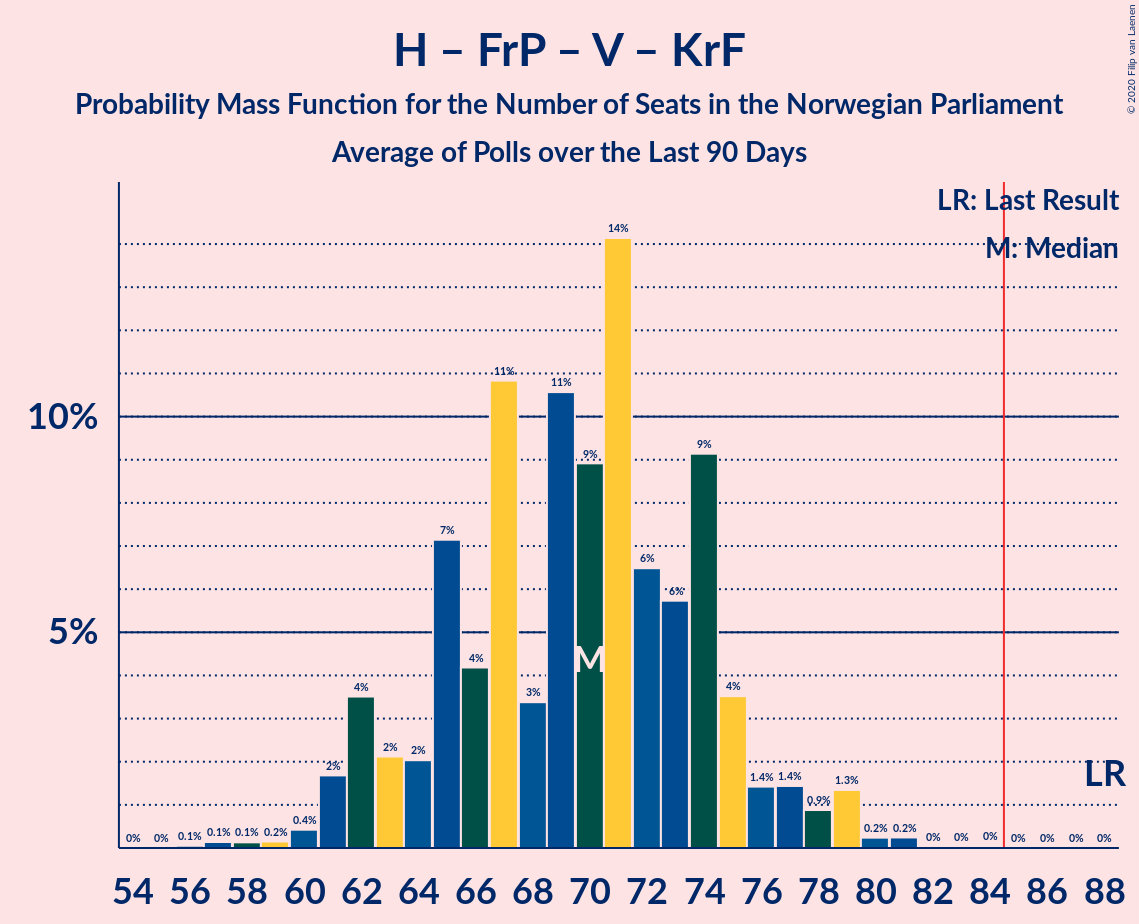 H – FrP – V – KrF
Probability Mass Function for the Number of Seats in the Norwegian Parliament
Average of Polls over the Last 90 Days
© 2020 Filip van Laenen
LR: Last Result
M: Median
10%
5%
0% 0% 0.1% 0.1% 0.1% 0.2% 0.4% 2% 4% 2% 2% 7% 4% 11% 3% 11% 9% 14% 6% 6% 9% 4% 1.4% 1.4% 0.9% 1.3% 0.2% 0.2% 0% 0% 0% 0% 0% 0% 0%
M
LR
54 56 58 60 62 64 66 68 70 72 74 76 78 80 82 84 86 88